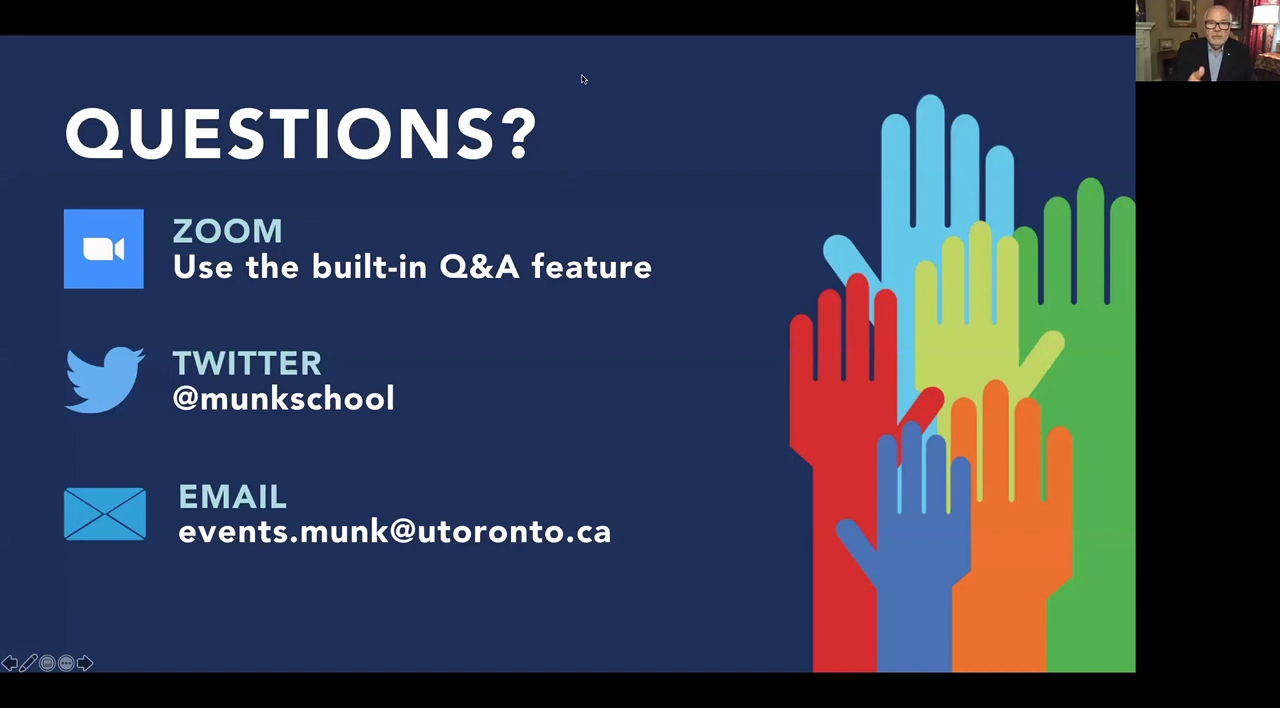 QUESTIONS?
ZOOM
Use the built-in Q&A feature
TWITTER
@munkschool
EMAIL
events.munk@utoronto.ca